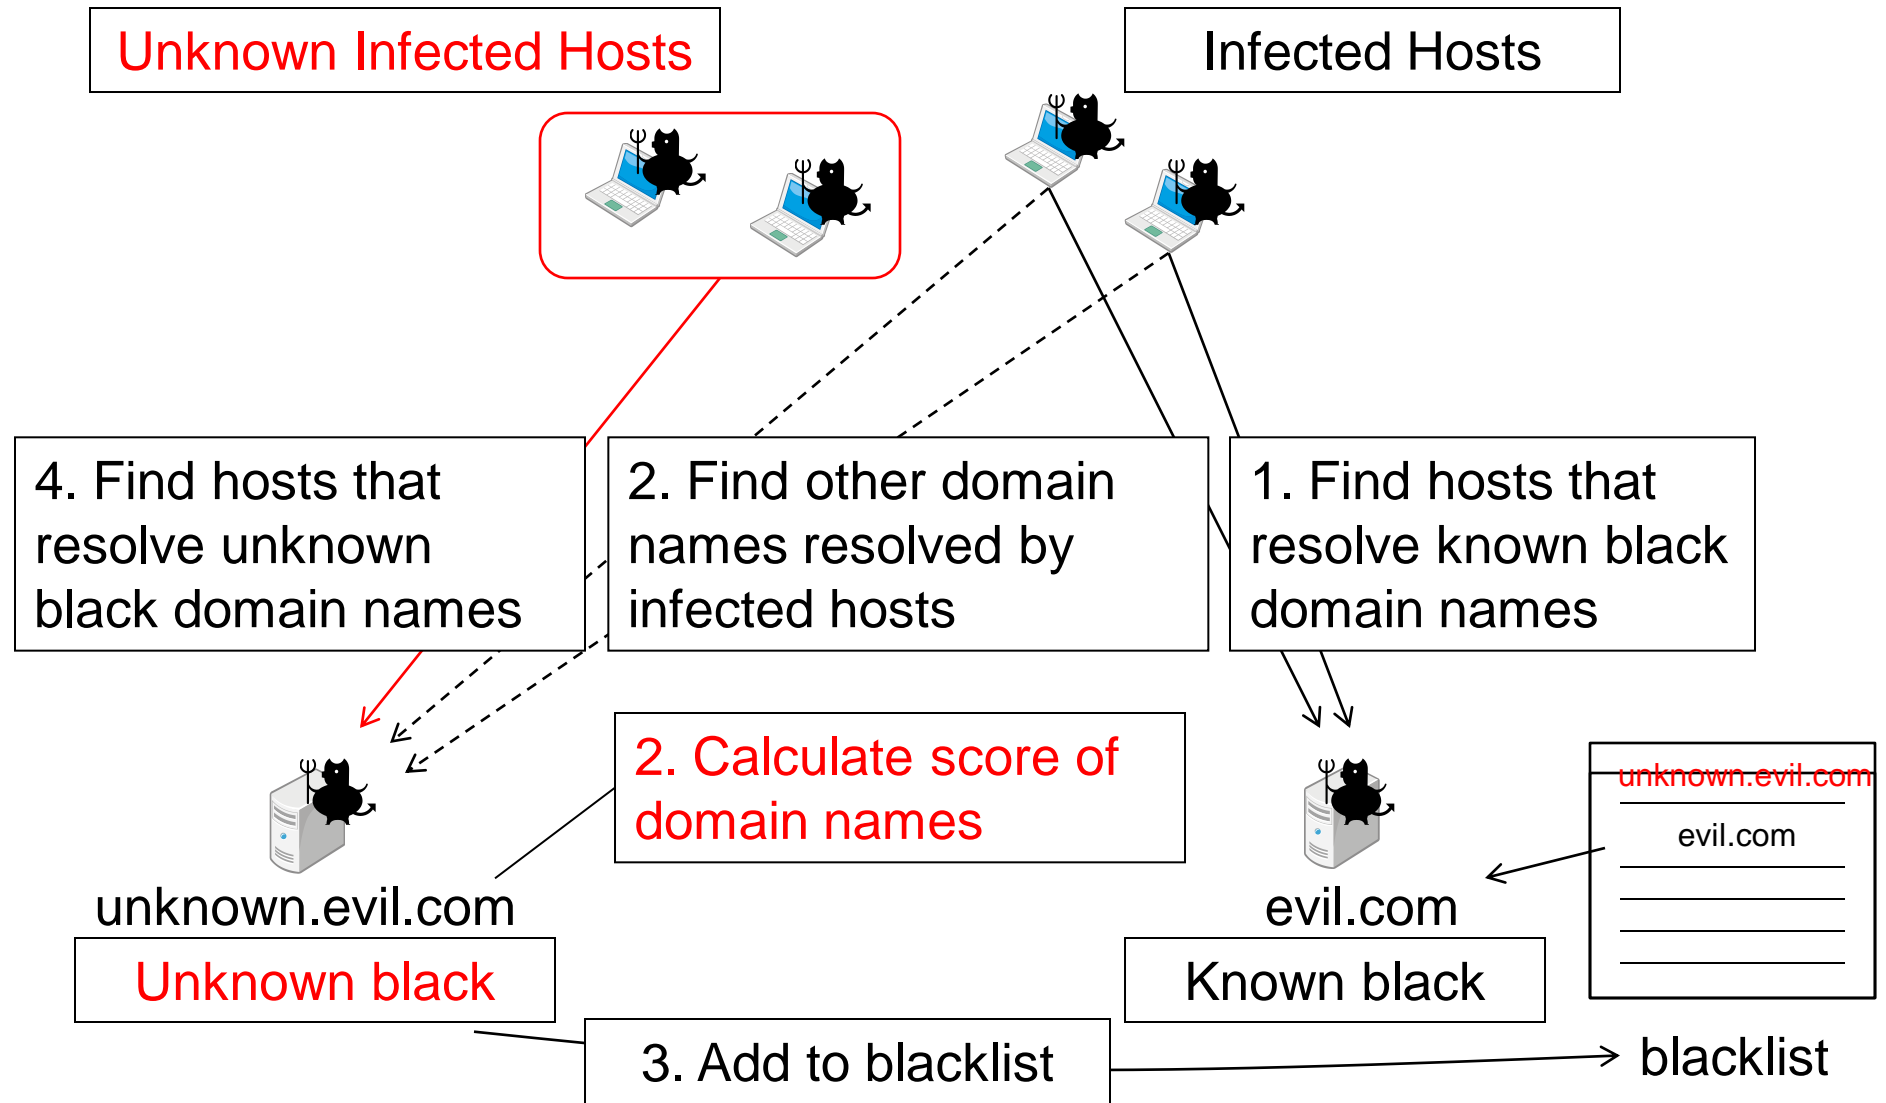 Unknown Infected Hosts
Infected Hosts
4. Find hosts that
resolve unknown
black domain names
2. Find other domain
names resolved by
infected hosts
1. Find hosts that
resolve known black
domain names
2. Calculate score of
domain names
unknown.evil.com
evil.com
unknown.evil.com
evil.com
Unknown black
Known black
3. Add to blacklist
blacklist